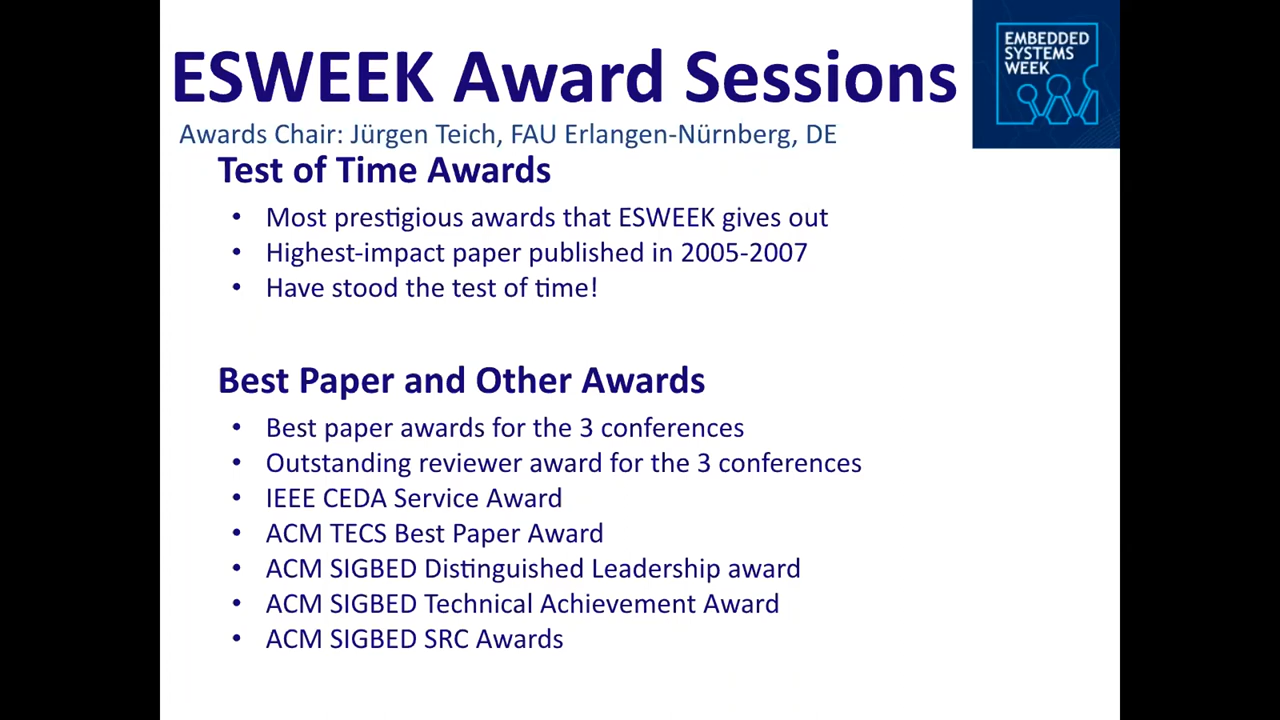 ESWEEK Award Sessions
EMBEDDED
SYSTEMS
WEEK
Awards Chair: Jürgen Teich, FAU Erlangen-Nürnberg, DE
Test of Time Awards
• Most prestigious awards that ESWEEK gives out
• Highest-impact paper published in 2005-2007
• Have stood the test of time!
Best Paper and Other Awards
• Best paper awards for the 3 conferences
• Outstanding reviewer award for the 3 conferences
• IEEE CEDA Service Award
• ACM TECS Best Paper Award
• ACM SIGBED Distinguished Leadership award
• ACM SIGBED Technical Achievement Award
• ACM SIGBED SRC Awards